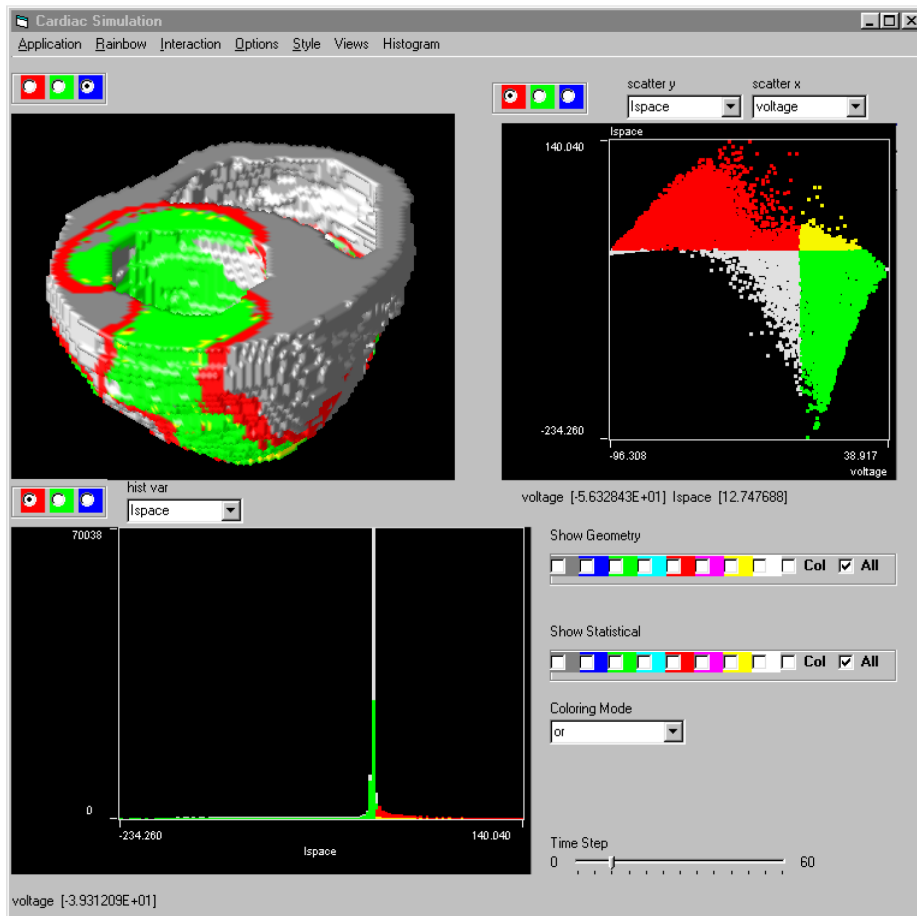 Cardiac Simulation
Application Rainbow Interaction Options Style Views Histogram
scatter y scatter x
Ispace voltage
Ispace
140.040
-234.260
-96.308 38.917
voltage
voltage [-5.632843E+01] Ispace [12.747688]
hist var
Ispace
70038
0
-234.260 140.040
Ispace
voltage [-3.931209E+01]
Show Geometry
Col All
Show Statistical
Col All
Coloring Mode
or
Time Step
0 60